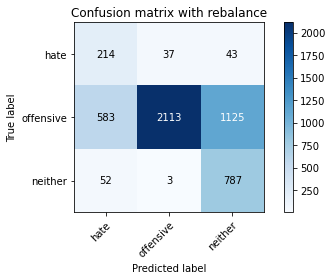 Confusion matrix with rebalance
True label
hate
214 37 43
offensive
583 2113 1125
neither
52 3 787
hate
offensive
neither
Predicted label
2000
1750
1500
1250
1000
750
500
250